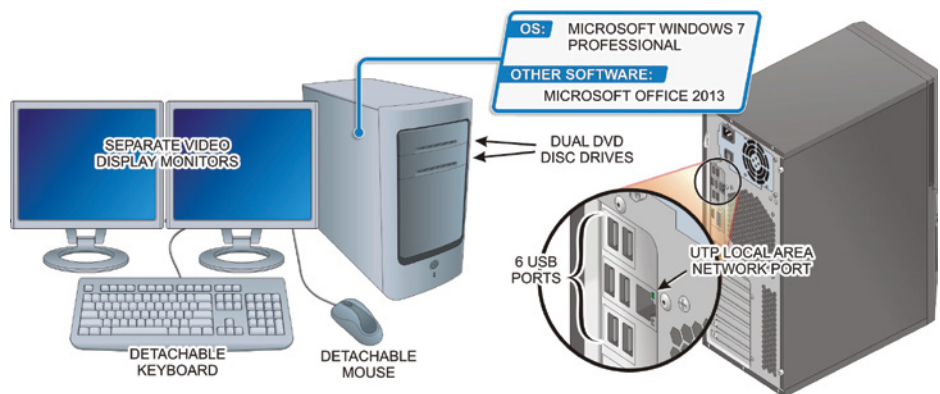 OS: MICROSOFT WINDOWS 7
PROFESSIONAL
OTHER SOFTWARE:
MICROSOFT OFFICE 2013
SEPARATE VIDEO
DISPLAY MONITORS
DUAL DVD
DISC DRIVES
6 USB
PORTS
UTP LOCAL AREA
NETWORK PORT
DETACHABLE
KEYBOARD
DETACHABLE
MOUSE